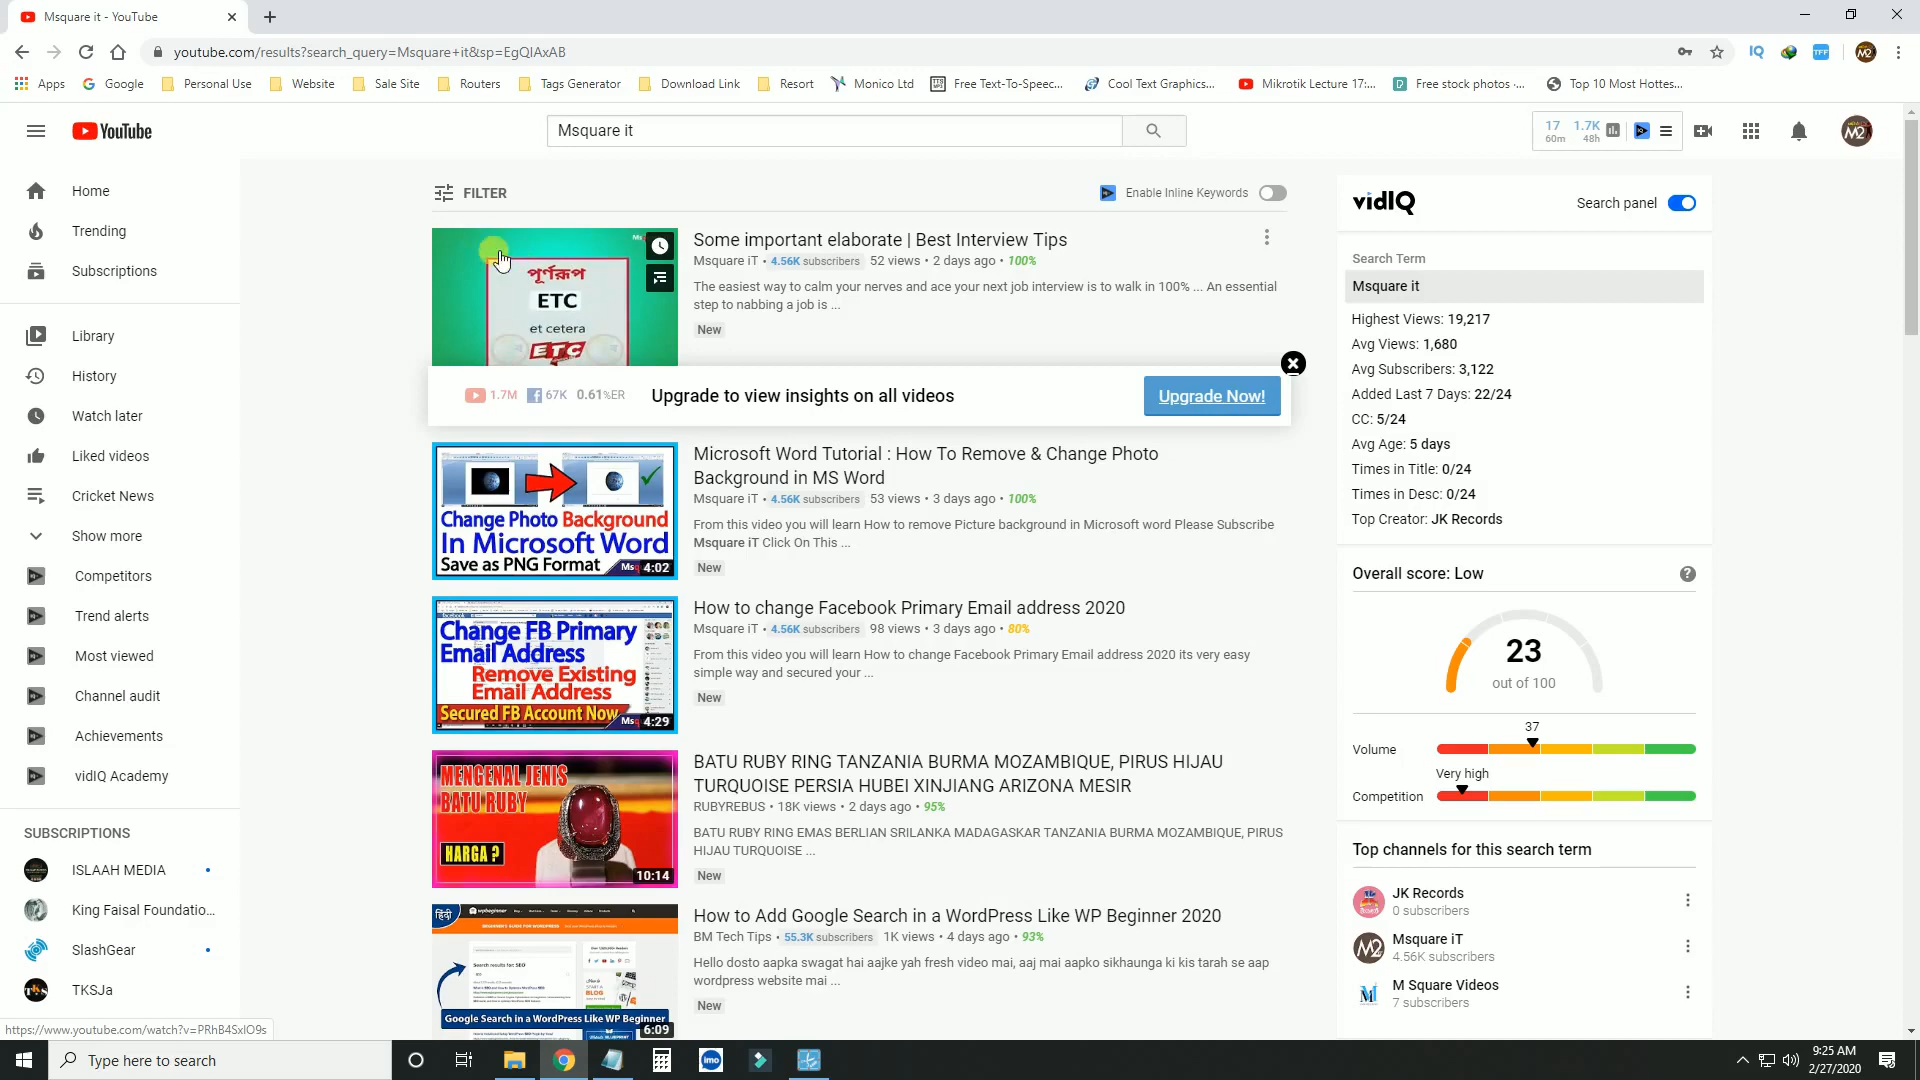 Msquare it - YouTube
youtube.com/results?search_query=Msquare+it&sp=EgQIAxAB
IQ
TFF
Apps
Google
Personal Use
Website
Sale Site
Routers
Tags Generator
Download Link
Resort
Monico Ltd
Free Text-To-Speec...
Cool Text Graphics...
Mikrotik Lecture 17:...
Free stock photos -...
Top 10 Most Hottes...
YouTube
Msquare it
17
60m
1.7K
48h
M2
Home
Trending
Subscriptions
Library
History
Watch later
Liked videos
Cricket News
Show more
Competitors
Trend alerts
Most viewed
Channel audit
Achievements
vidIQ Academy
SUBSCRIPTIONS
ISLAAH MEDIA
King Faisal Foundatio...
SlashGear
TKSJa
https://www.youtube.com/watch?v=PRhB4SxIO9s
FILTER
Enable Inline Keywords
পূর্ণরূপ
ETC
et cetera
ETC
Some important elaborate | Best Interview Tips
Msquare iT • 4.56K subscribers 52 views • 2 days ago • 100%
The easiest way to calm your nerves and ace your next job interview is to walk in 100% ... An essential
step to nabbing a job is ...
New
1.7M 67K 0.61%ER
Upgrade to view insights on all videos
Upgrade Now!
Change Photo Background
In Microsoft Word
Save as PNG Format
4:02
Microsoft Word Tutorial : How To Remove & Change Photo
Background in MS Word
Msquare iT • 4.56K subscribers 53 views • 3 days ago • 100%
From this video you will learn How to remove Picture background in Microsoft word Please Subscribe
Msquare iT Click On This ...
New
Change FB Primary
Email Address
Remove Existing
Email Address
Secured FB Account Now
4:29
How to change Facebook Primary Email address 2020
Msquare iT • 4.56K subscribers 98 views • 3 days ago • 80%
From this video you will learn How to change Facebook Primary Email address 2020 its very easy
simple way and secured your ...
New
MENGENAL JENIS
BATU RUBY
HARGA ?
10:14
BATU RUBY RING TANZANIA BURMA MOZAMBIQUE, PIRUS HIJAU
TURQUOISE PERSIA HUBEI XINJIANG ARIZONA MESIR
RUBYREBUS • 18K views • 2 days ago • 95%
BATU RUBY RING EMAS BERLIAN SRILANKA MADAGASKAR TANZANIA BURMA MOZAMBIQUE, PIRUS
HIJAU TURQUOISE ...
New
हिंदी
wpbeginner
Search results for: SEO
Google Search in a WordPress Like WP Beginner
6:09
How to Add Google Search in a WordPress Like WP Beginner 2020
BM Tech Tips • 55.3K subscribers 1K views • 4 days ago • 93%
Hello dosto aapka swagat hai aajke yah fresh video mai, aaj mai aapko sikhaunga ki kis tarah se aap
wordpress website mai ...
New
vidIQ
Search panel
Search Term
Msquare it
Highest Views: 19,217
Avg Views: 1,680
Avg Subscribers: 3,122
Added Last 7 Days: 22/24
CC: 5/24
Avg Age: 5 days
Times in Title: 0/24
Times in Desc: 0/24
Top Creator: JK Records
Overall score: Low
23
out of 100
37
Volume
Very high
Competition
Top channels for this search term
JK Records
0 subscribers
Msquare iT
4.56K subscribers
M Square Videos
7 subscribers
Type here to search
imo
9:25 AM
2/27/2020